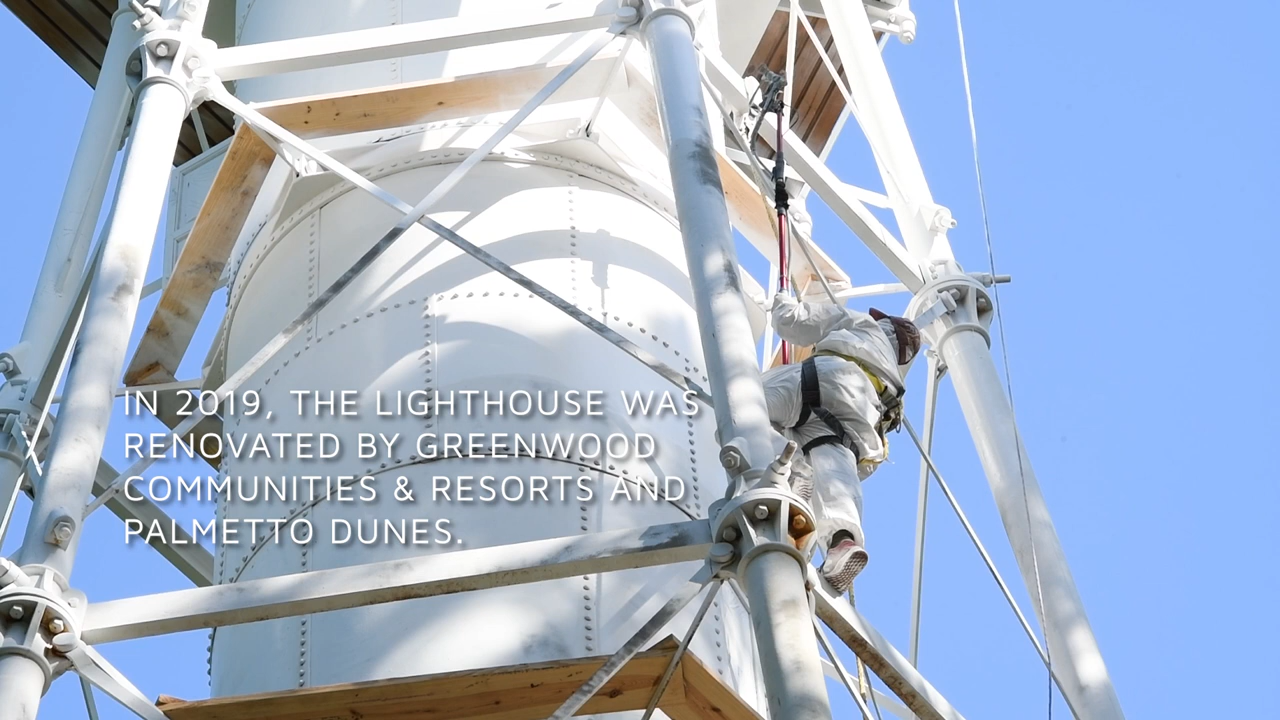 IN 2019, THE LIGHTHOUSE WAS
RENOVATED BY GREENWOOD
COMMUNITIES & RESORTS AND
PALMETTO DUNES.